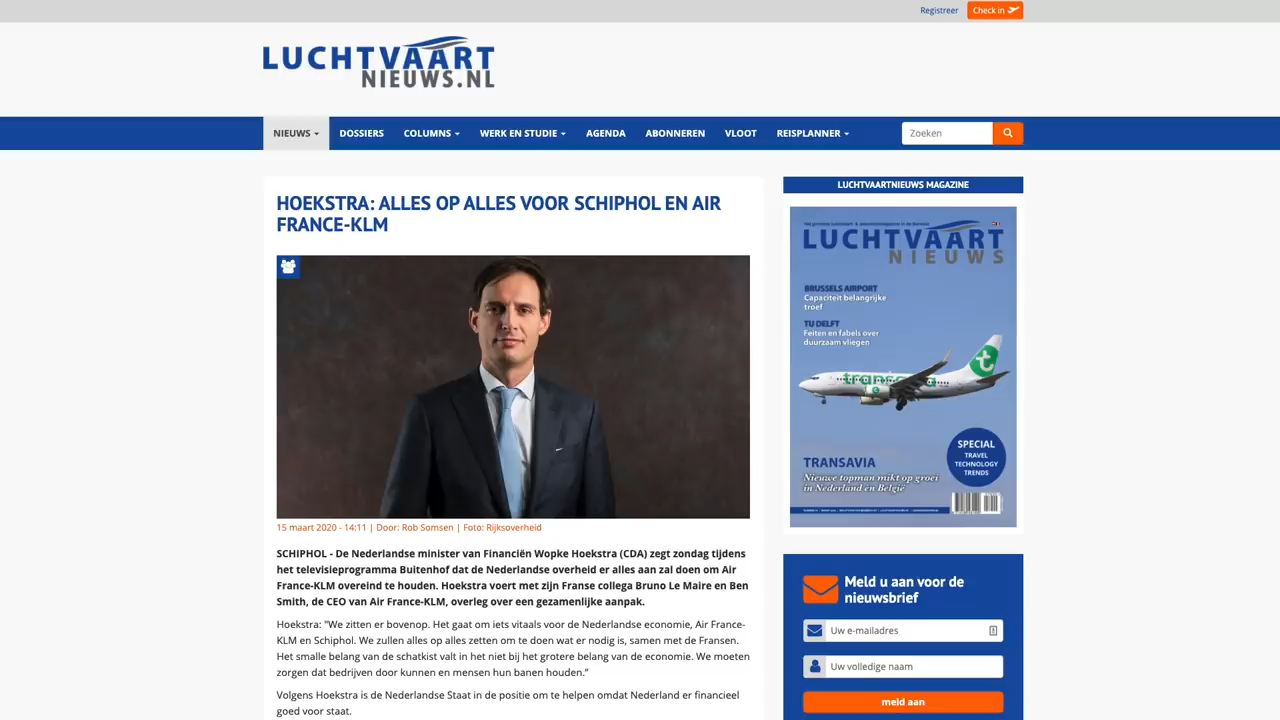 Registreer
Check in
LUCHTVAART
NIEUWS.NL
NIEUWS
DOSSIERS
COLUMNS
WERK EN STUDIE
AGENDA
ABONNEREN
VLOOT
REISPLANNER
Zoeken
HOEKSTRA: ALLES OP ALLES VOOR SCHIPHOL EN AIR
FRANCE-KLM
15 maart 2020 - 14:11 | Door: Rob Somsen | Foto: Rijksoverheid
SCHIPHOL - De Nederlandse minister van Financiën Wopke Hoekstra (CDA) zegt zondag tijdens
het televisieprogramma Buitenhof dat de Nederlandse overheid er alles aan zal doen om Air
France-KLM overeind te houden. Hoekstra voert met zijn Franse collega Bruno Le Maire en Ben
Smith, de CEO van Air France-KLM, overleg over een gezamenlijke aanpak.
Hoekstra: "We zitten er bovenop. Het gaat om iets vitaals voor de Nederlandse economie, Air France-
KLM en Schiphol. We zullen alles op alles zetten om te doen wat er nodig is, samen met de Fransen.
Het smalle belang van de schatkist valt in het niet bij het grotere belang van de economie. We moeten
zorgen dat bedrijven door kunnen en mensen hun banen houden.”
Volgens Hoekstra is de Nederlandse Staat in de positie om te helpen omdat Nederland er financieel
goed voor staat.
LUCHTVAARTNIEUWS MAGAZINE
LUCHTVAART
NIEUWS
BRUSSELS AIRPORT
Capaciteit belangrijke
troef
TU DELFT
Feiten en fabels over
duurzaam vliegen
transavia
SPECIAL
TRAVEL
TECHNOLOGY
TRENDS
TRANSAVIA
Nieuwe topman mikt op groei
in Nederland en België
Meld u aan voor de
nieuwsbrief
Uw e-mailadres
Uw volledige naam
meld aan